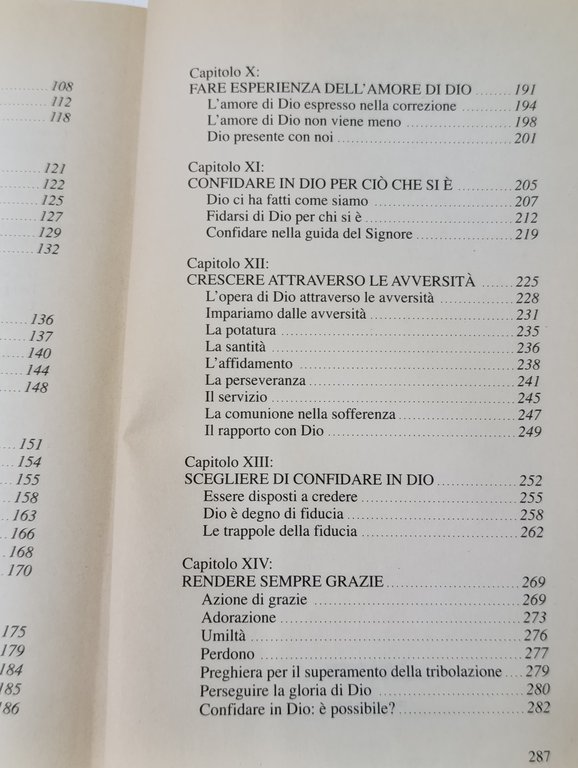 108
112
118
121
122
125
127
129
132
136
137
140
144
148
151
154
155
158
163
166
168
170
175
179
184
185
186
Capitolo X:
FARE ESPERIENZA DELL'AMORE DI DIO ........ 191
L'amore di Dio espresso nella correzione ........ 194
L'amore di Dio non viene meno ........ 198
Dio presente con noi ........ 201
Capitolo XI:
CONFIDARE IN DIO PER CIÒ CHE SI È ........ 205
Dio ci ha fatti come siamo ........ 207
Fidarsi di Dio per chi si è ........ 212
Confidare nella guida del Signore ........ 219
Capitolo XII:
CRESCERE ATTRAVERSO LE AVVERSITÀ ........ 225
L'opera di Dio attraverso le avversità ........ 228
Impariamo dalle avversità ........ 231
La potatura ........ 235
La santità ........ 236
L'affidamento ........ 238
La perseveranza ........ 241
Il servizio ........ 245
La comunione nella sofferenza ........ 247
Il rapporto con Dio ........ 249
Capitolo XIII:
SCEGLIERE DI CONFIDARE IN DIO ........ 252
Essere disposti a credere ........ 255
Dio è degno di fiducia ........ 258
Le trappole della fiducia ........ 262
Capitolo XIV:
RENDERE SEMPRE GRAZIE ........ 269
Azione di grazie ........ 269
Adorazione ........ 273
Umiltà ........ 276
Perdono ........ 277
Preghiera per il superamento della tribolazione .... 279
Perseguire la gloria di Dio ........ 280
Confidare in Dio: è possibile? ........ 282
287